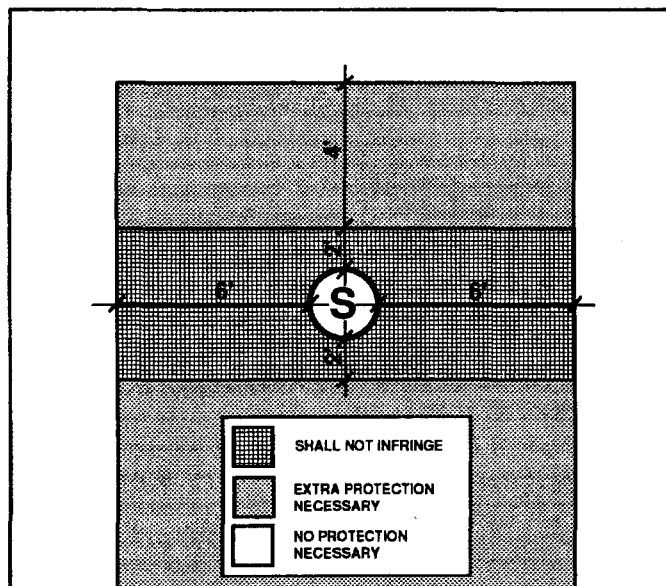 4'
2'
6' S 6'
2'
SHALL NOT INFRINGE
EXTRA PROTECTION
NECESSARY
NO PROTECTION
NECESSARY